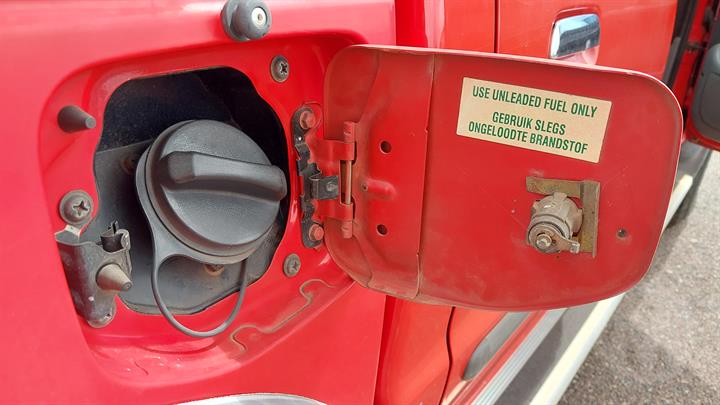 USE UNLEADED FUEL ONLY
GEBRUIK SLEGS
ONGELOODTE BRANDSTOF